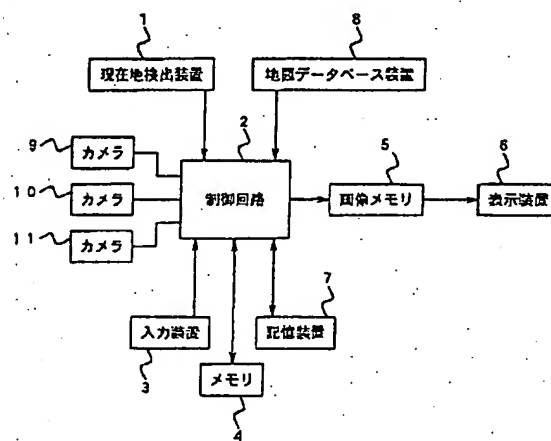 1
8
現在地検出装置
地図データベース装置
2
9
カメラ
5
6
10
カメラ
制御回路
画像メモリ
表示装置
11
カメラ
7
入力装置
記憶装置
3
メモリ
4